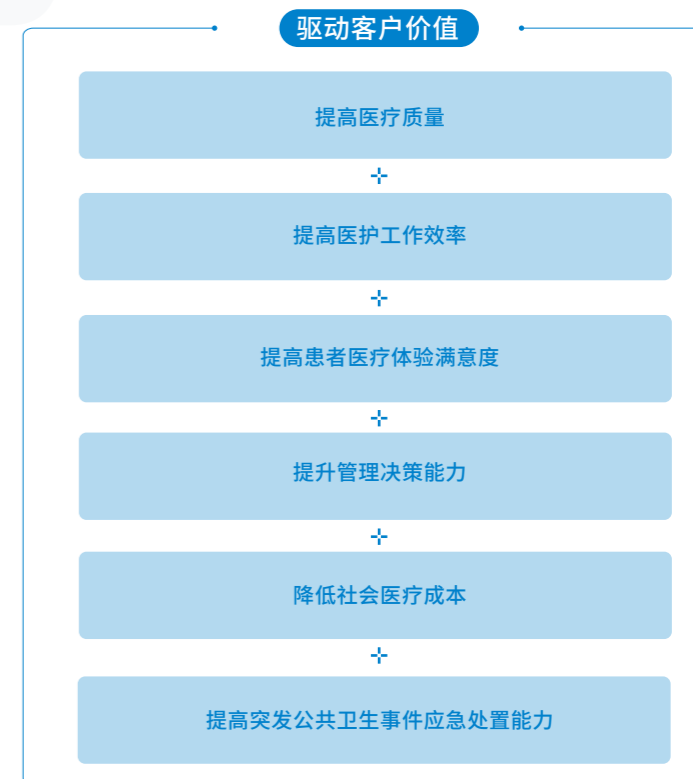 驱动客户价值
提高医疗质量
提高医护工作效率
提高患者医疗体验满意度
提升管理决策能力
降低社会医疗成本
提高突发公共卫生事件应急处置能力